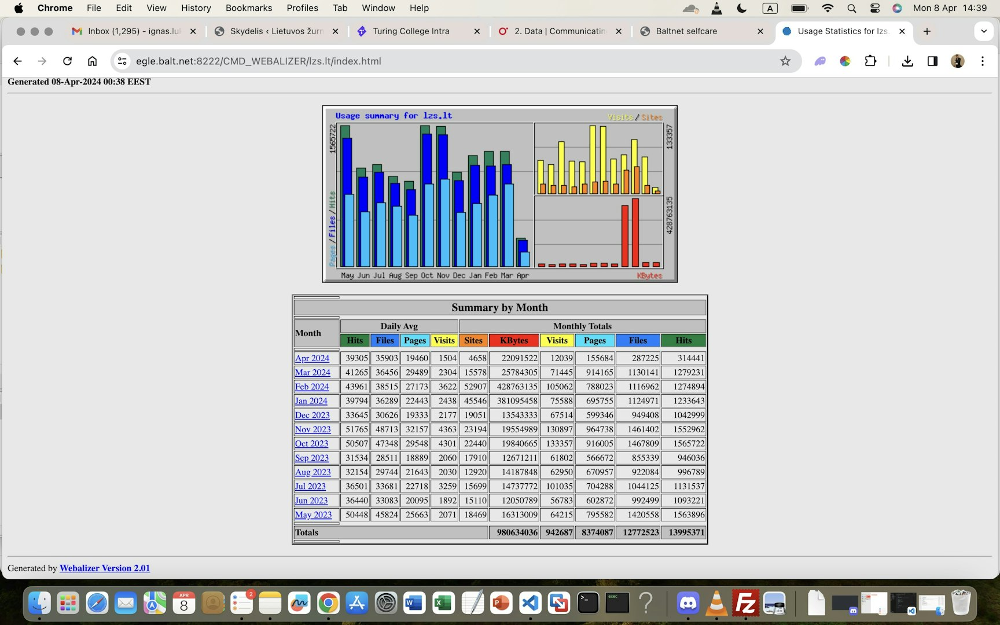 Chrome File Edit View History Bookmarks Profiles Tab Window Help A Mon 8 Apr 14:39
Inbox (1,295) - ignas.lu Skydelis ‹ Lietuvos žurn Turing College Intra 2. Data | Communicatin Baltnet selfcare Usage Statistics for lzs.
egle.balt.net:8222/CMD_WEBALIZER/lzs.lt/index.html
Generated 08-Apr-2024 00:38 EEST
Usage summary for lzs.lt
Visits / Sites
1565722
133357
Pages / Files / Hits
428763135
May Jun Jul Aug Sep Oct Nov Dec Jan Feb Mar Apr
KBytes
Summary by Month
Month Daily Avg Monthly Totals
Hits Files Pages Visits Sites KBytes Visits Pages Files Hits
Apr 2024 39305 35903 19460 1504 4658 22091522 12039 155684 287225 314441
Mar 2024 41265 36456 29489 2304 15578 25784305 71445 914165 1130141 1279231
Feb 2024 43961 38515 27173 3622 52907 428763135 105062 788023 1116962 1274894
Jan 2024 39794 36289 22443 2438 45546 381095458 75588 695755 1124971 1233643
Dec 2023 33645 30626 19333 2177 19051 13543333 67514 599346 949408 1042999
Nov 2023 51765 48713 32157 4363 23194 19554989 130897 964738 1461402 1552962
Oct 2023 50507 47348 29548 4301 22440 19840665 133357 916005 1467809 1565722
Sep 2023 31534 28511 18889 2060 17910 12671211 61802 566672 855339 946036
Aug 2023 32154 29744 21643 2030 12920 14187848 62950 670957 922084 996789
Jul 2023 36501 33681 22718 3259 15699 14737772 101035 704288 1044125 1131537
Jun 2023 36440 33083 20095 1892 15110 12050789 56783 602872 992499 1093221
May 2023 50448 45824 25663 2071 18469 16313009 64215 795582 1420558 1563896
Totals 980634036 942687 8374087 12772523 13995371
Generated by Webalizer Version 2.01
APR
8
2
W
X
P
>_
exec
?
Fz